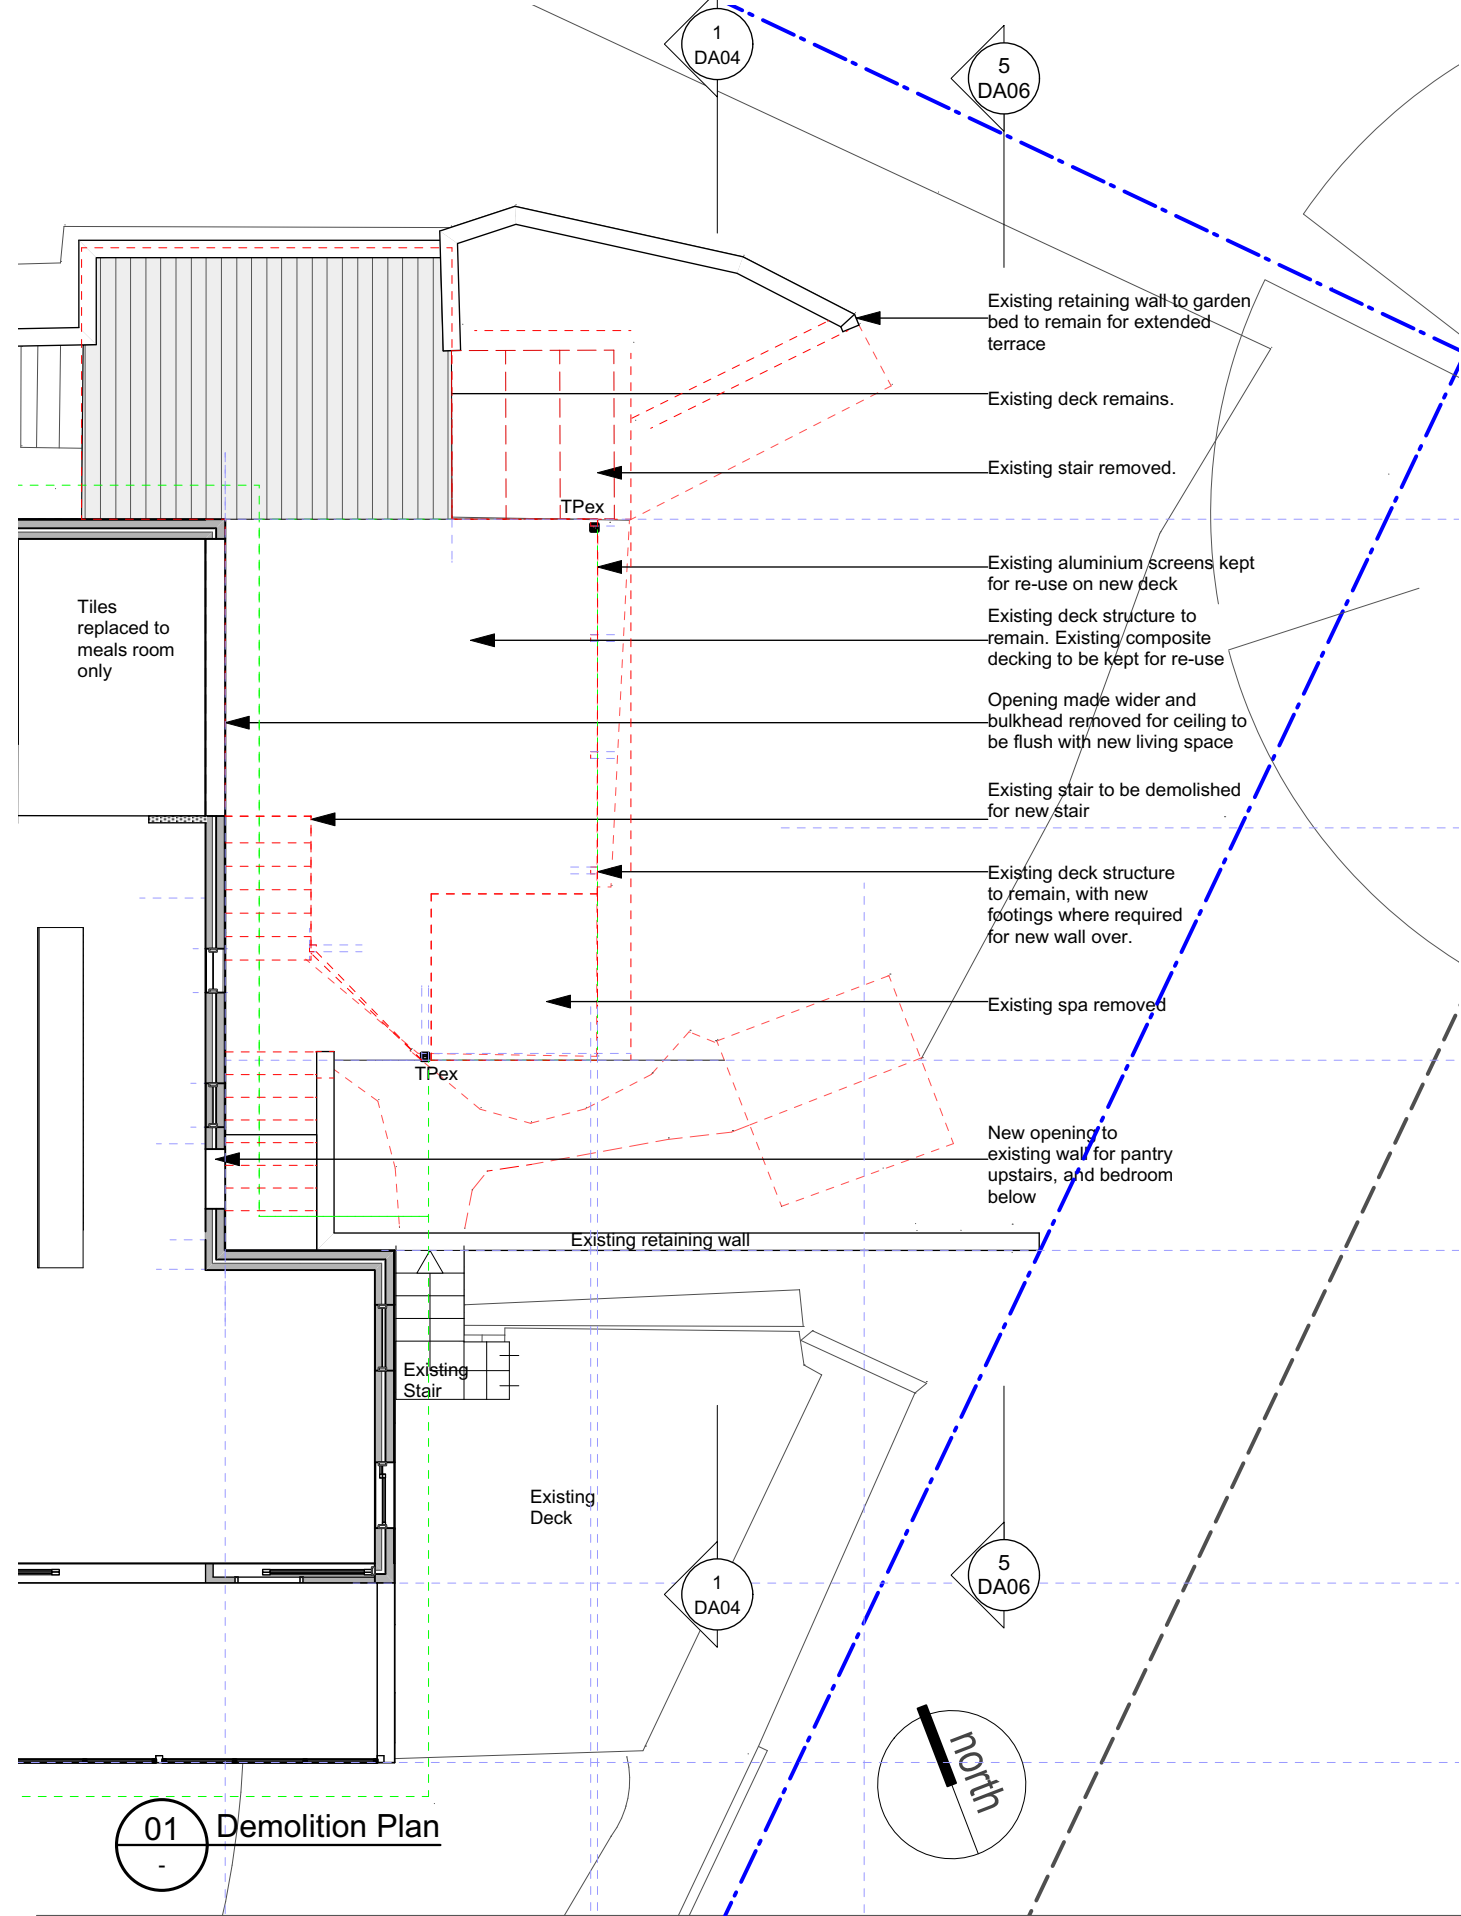 1
DA04
5
DA06
Existing retaining wall to garden
bed to remain for extended
terrace
Existing deck remains.
Existing stair removed.
TPex
Existing aluminium screens kept
for re-use on new deck
Tiles
replaced to
meals room
only
Existing deck structure to
remain. Existing composite
decking to be kept for re-use
Opening made wider and
bulkhead removed for ceiling to
be flush with new living space
Existing stair to be demolished
for new stair
Existing deck structure
to remain, with new
footings where required
for new wall over.
Existing spa removed
TPex
New opening to
existing wall for pantry
upstairs, and bedroom
below
Existing retaining wall
Existing
Stair
Existing
Deck
1
DA04
5
DA06
north
01
-
Demolition Plan